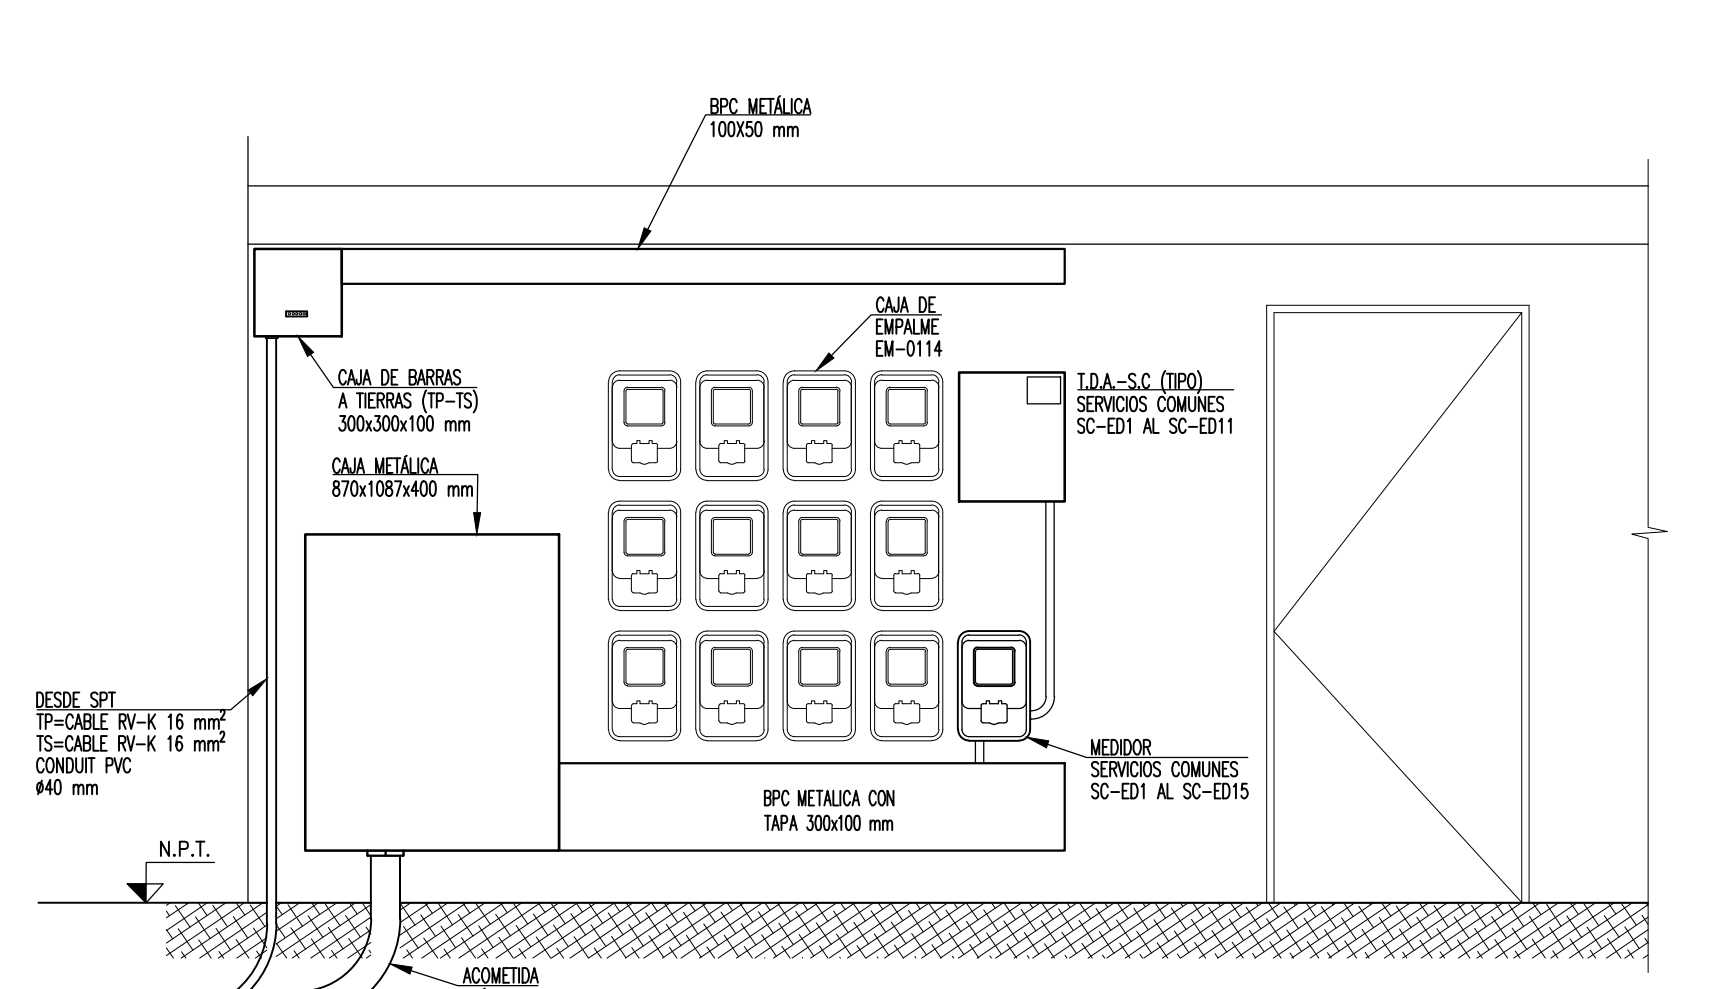 BPC METÁLICA
100X50 mm
CAJA DE
EMPALME
EM-0114
CAJA DE BARRAS
A TIERRAS (TP-TS)
300x300x100 mm
T.D.A.-S.C (TIPO)
SERVICIOS COMUNES
SC-ED1 AL SC-ED11
CAJA METÁLICA
870x1087x400 mm
DESDE SPT
TP=CABLE RV-K 16 mm²
TS=CABLE RV-K 16 mm²
CONDUIT PVC
ø40 mm
MEDIDOR
SERVICIOS COMUNES
SC-ED1 AL SC-ED15
BPC METALICA CON
TAPA 300x100 mm
N.P.T.
ACOMETIDA